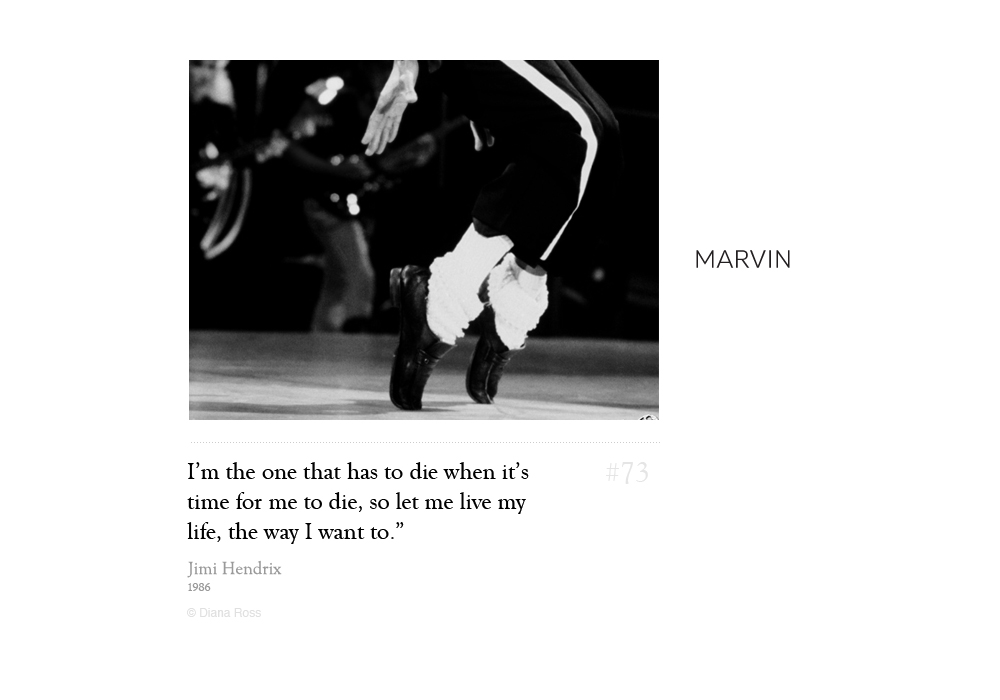 MARVIN
I’m the one that has to die when it’s
time for me to die, so let me live my
life, the way I want to.”
#73
Jimi Hendrix
1986
© Diana Ross